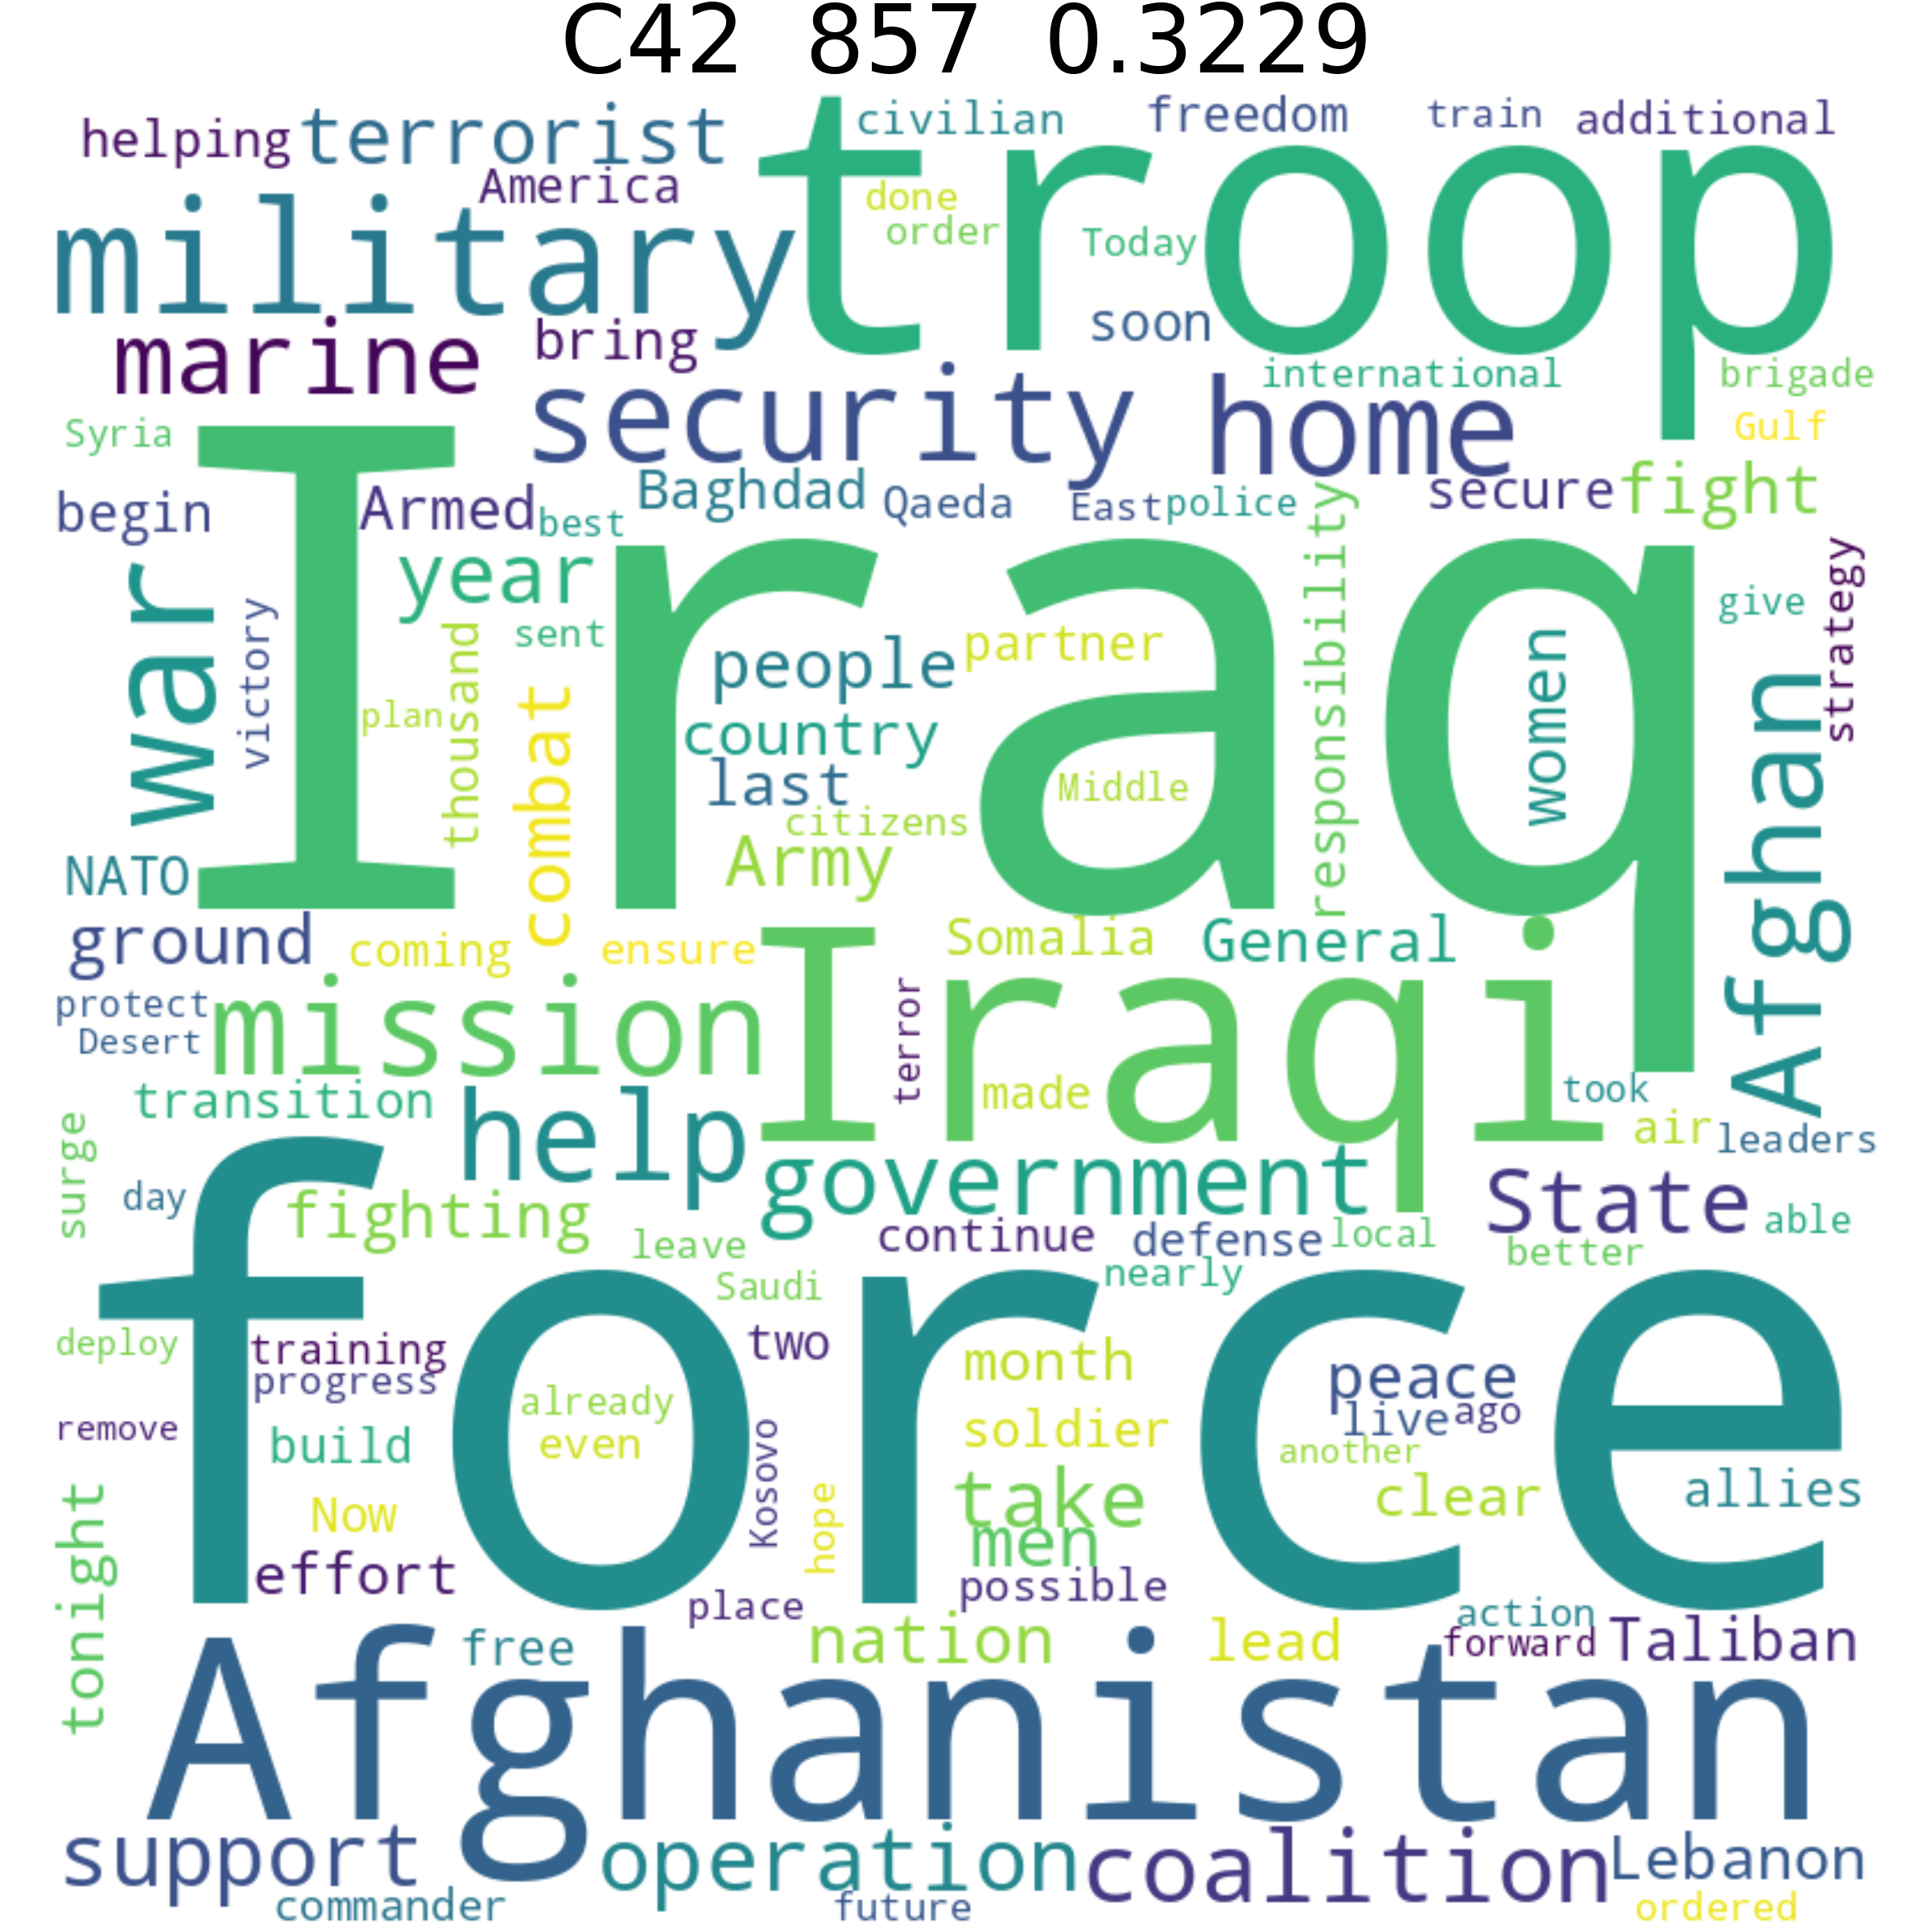 C42 857 0.3229
helping terrorist civilian freedom train additional
America done
military troop
order Today
marine bring soon
international brigade
Syria security home Gulf
begin Armed best Baghdad Qaeda East police secure fight
Iraq
war victory year sent people partner responsibility women give strategy
plan thousand combat country
last Middle
citizens
NATO Army Afghan
ground coming ensure Somalia General
protect mission Iraqi terror
Desert
transition help made took
surge air leaders
day fighting government State able
leave continue defense local better
Saudi nearly
force
deploy training two month peace
progress
remove already live ago
build even Kosovo soldier another
tonight Now hope take clear allies
men
effort possible
place action
free nation lead forward Taliban
Afghanistan
support operation coalition Lebanon
commander future ordered